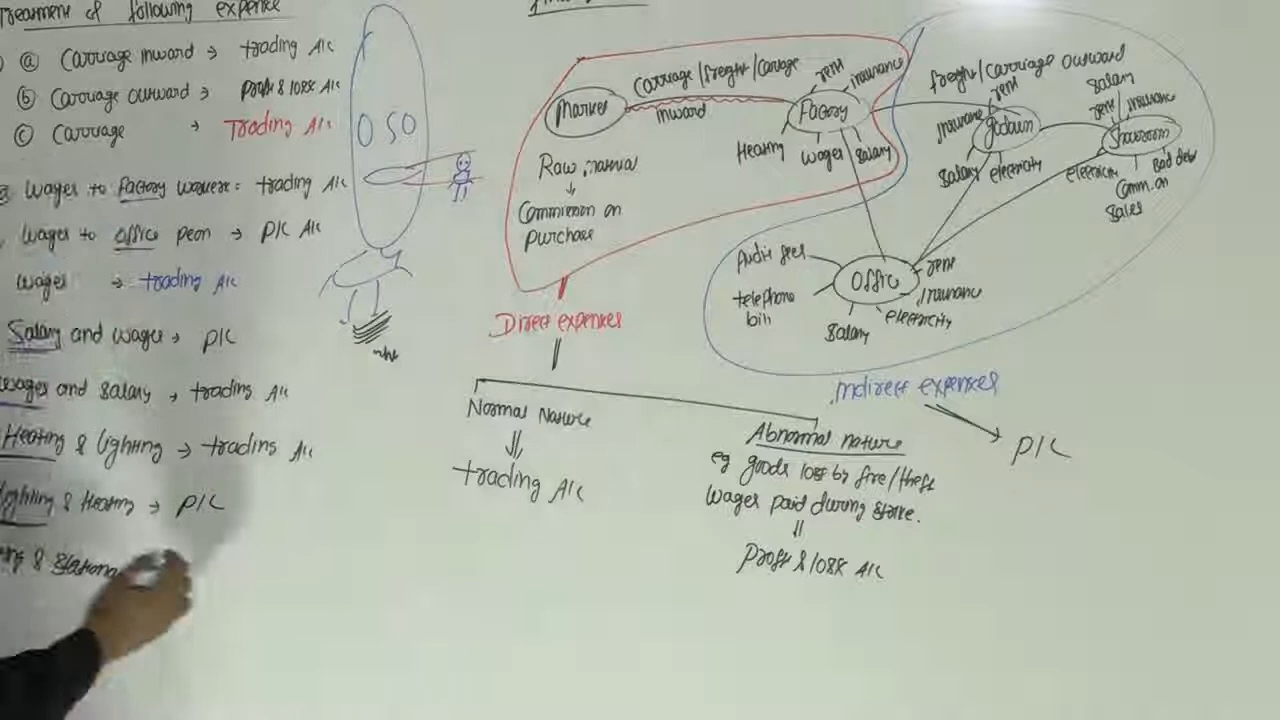 Treatment of following expence
ⓐ Carriage inward → trading A/c
ⓑ Carriage outward → profit & loss A/c
ⓒ Carriage → Trading A/c
wages to factory workers = trading A/c
wages to office peon → P/L A/c
wages → trading A/c
Salary and wages → P/L
wages and salary → trading A/c
Heating & lighting → trading A/c
lighting & Heating → P/L
OSO
Market
Carriage/freight/cartage
inward
Factory
rent
insurance
Heating
wages
salary
Raw material
↓
Commission on
purchase
freight/carriage outward
rent
insurance
godown
salary
electricity
salary
rent/insurance
Showroom
electricity
Bad debt
Comm. on
sales
Audit fees
telephone
bill
Office
rent
insurance
electricity
salary
Direct expenses
Indirect expenses
P/L
Normal Nature
⇓
trading A/c
Abnormal nature
eg goods loss by fire/theft
wages paid during strike.
Profit & loss A/c